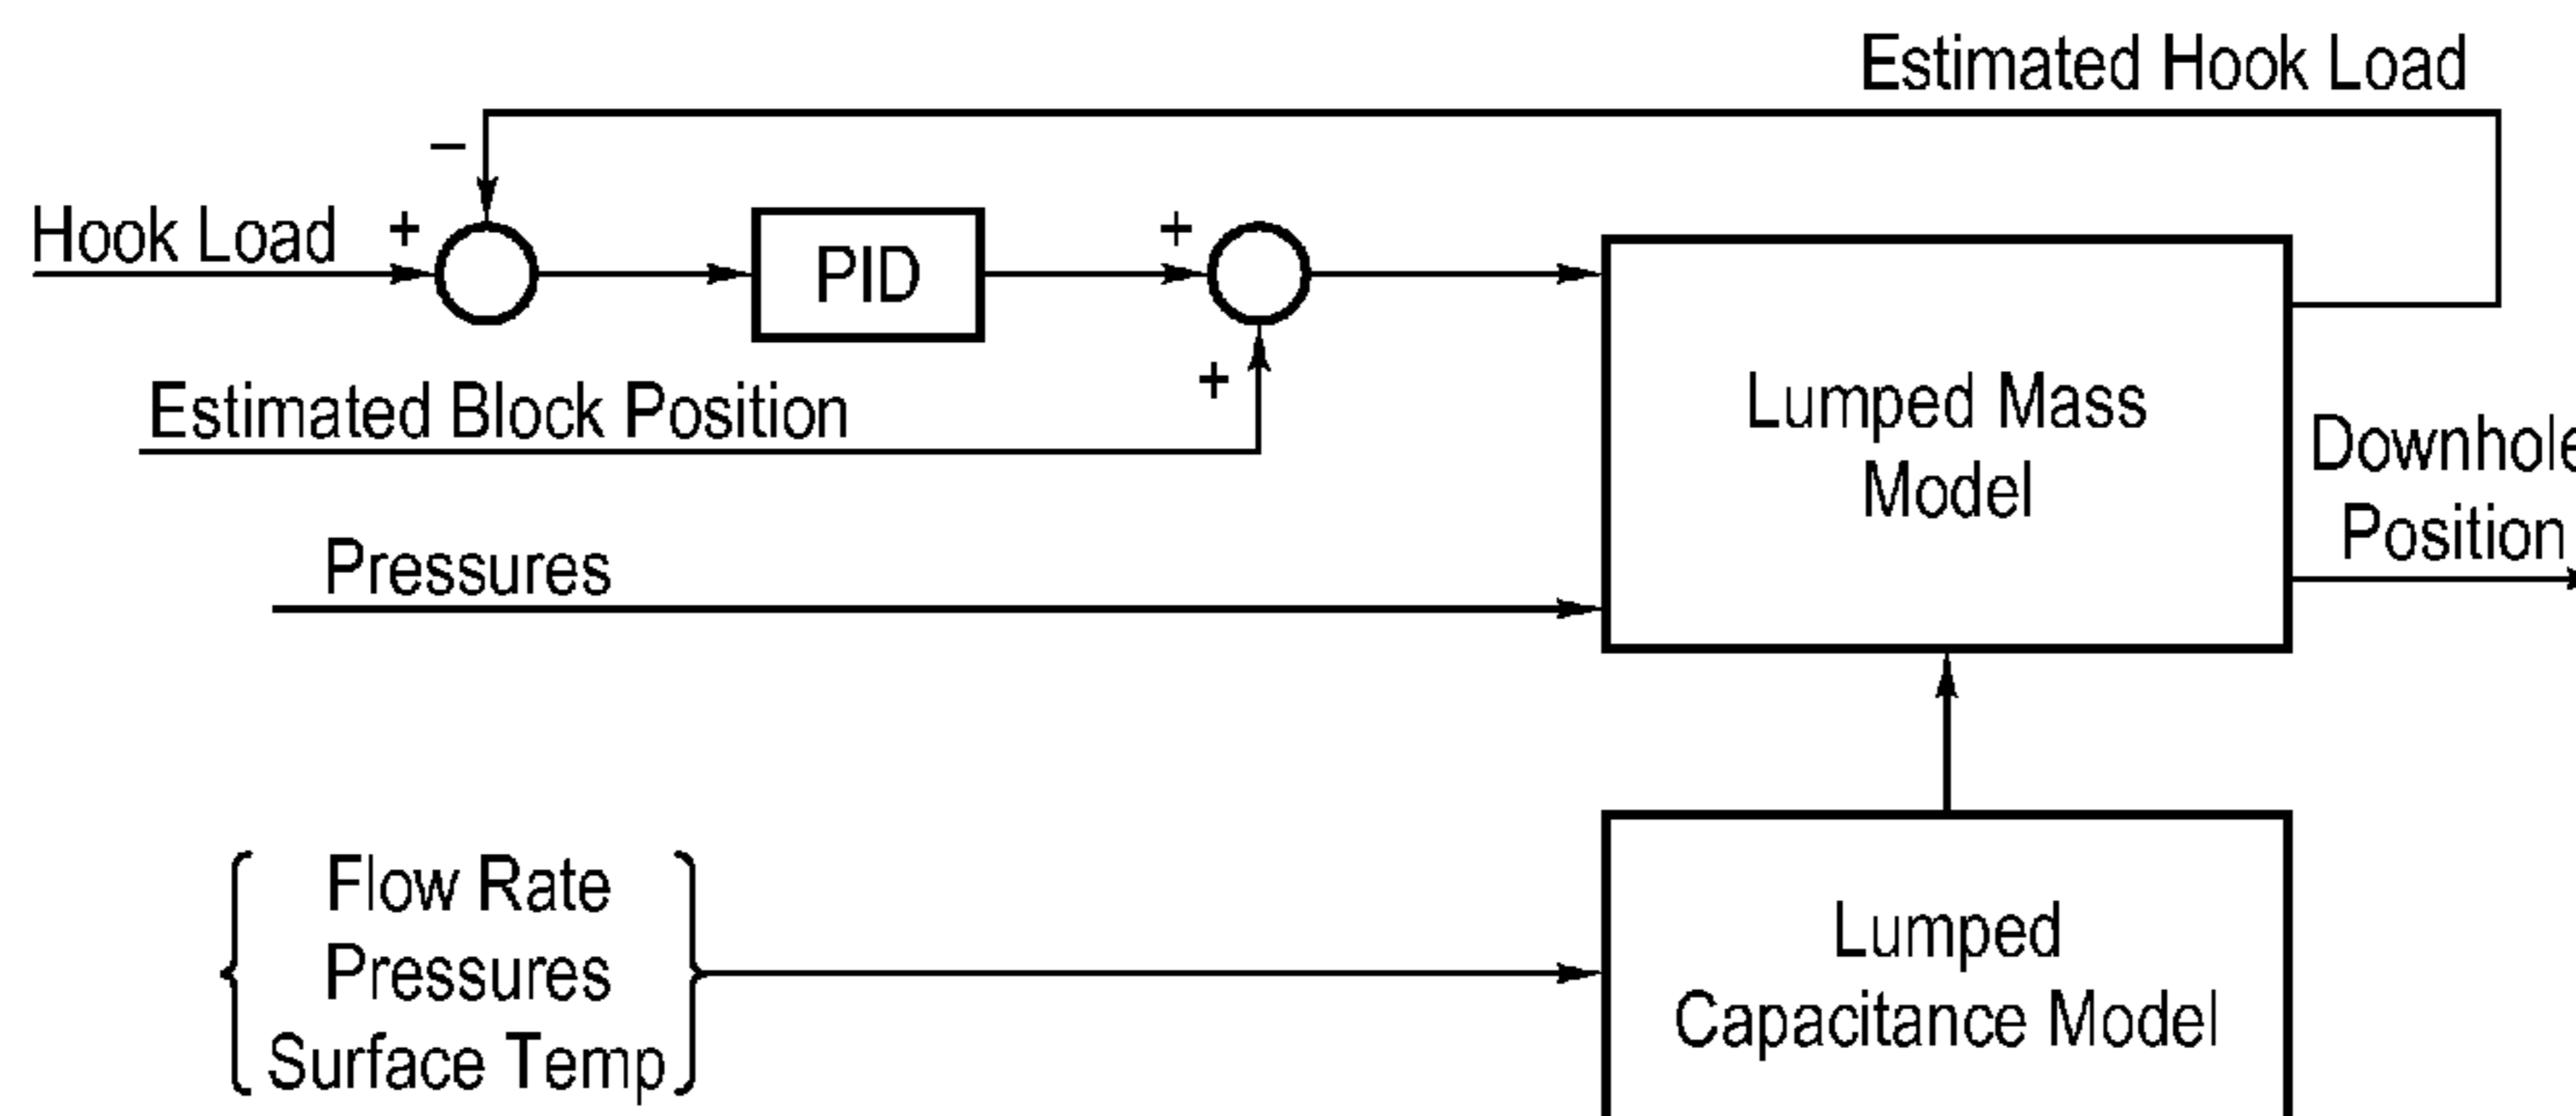 Estimated Hook Load
−
Hook Load
+
PID
+
Estimated Block Position
+
Lumped Mass
Model
Downhole
Position
Pressures
Flow Rate
Pressures
Surface Temp
Lumped
Capacitance Model